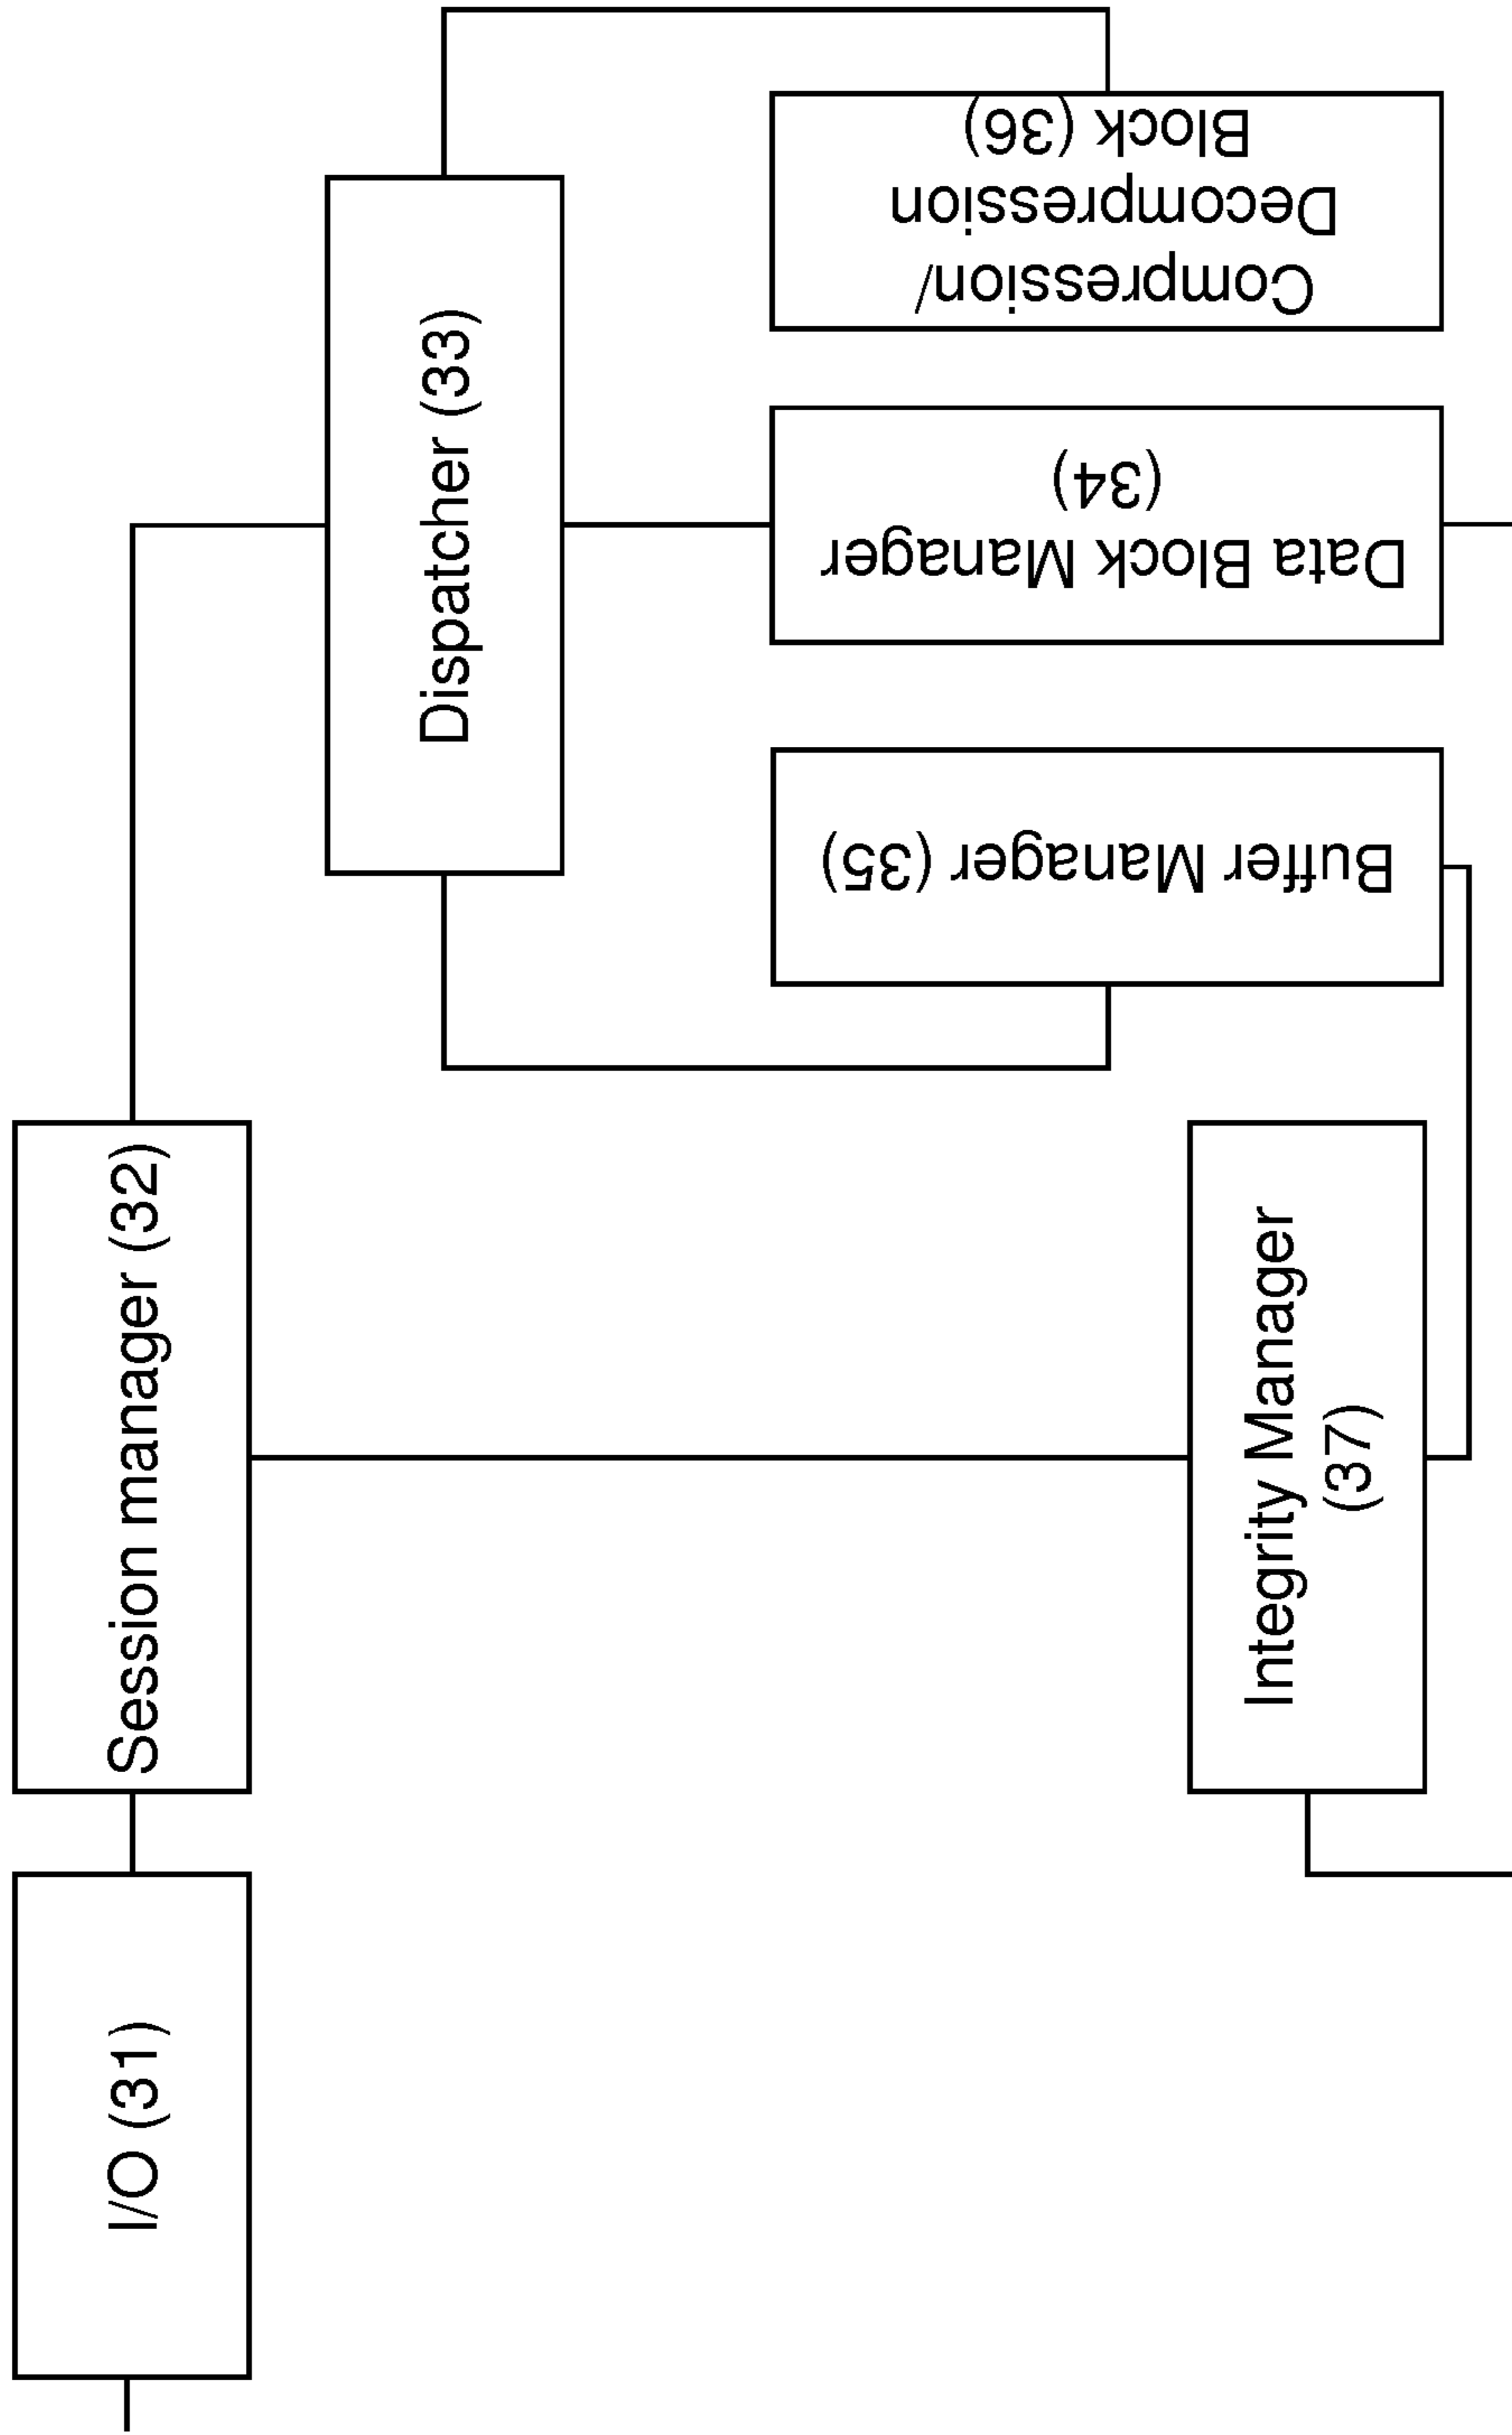 I/O (31)
Session manager (32)
Dispatcher (33)
Integrity Manager
(37)
Buffer Manager (35)
Data Block Manager
(34)
Compression/
Decompression
Block (36)